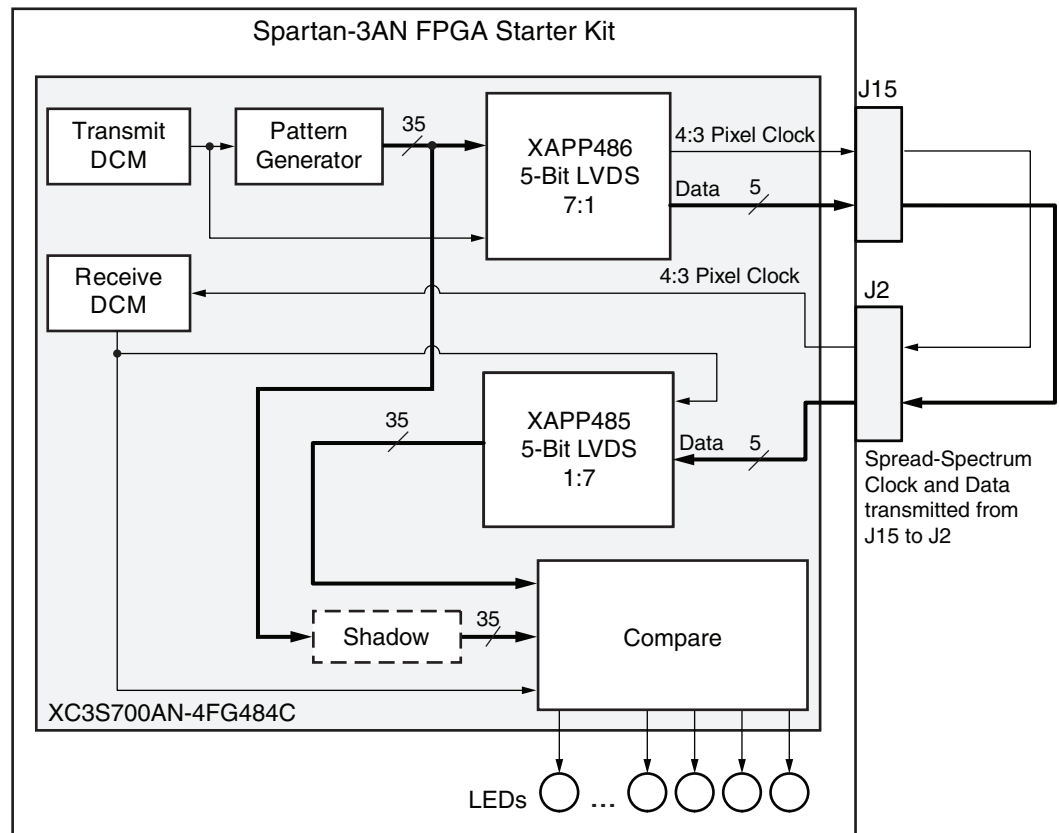 Spartan-3AN FPGA Starter Kit
J15
Transmit
DCM
Pattern
Generator
35
XAPP486
5-Bit LVDS
7:1
4:3 Pixel Clock
Data
5
Receive
DCM
4:3 Pixel Clock
J2
35
XAPP485
5-Bit LVDS
1:7
Data
5
Spread-Spectrum
Clock and Data
transmitted from
J15 to J2
Shadow
35
Compare
XC3S700AN-4FG484C
LEDs
...